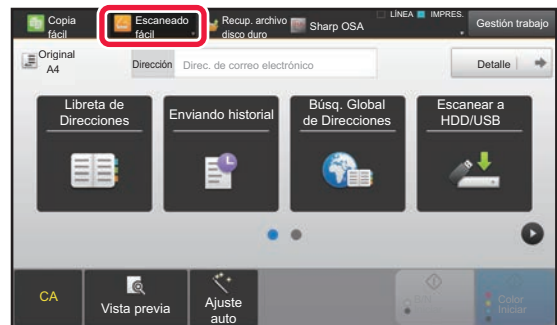 Copia fácil
Escaneado fácil
Recup. archivo disco duro
Sharp OSA
LÍNEA
IMPRES.
Gestión trabajo
Original A4
Dirección
Direc. de correo electrónico
Detalle
Libreta de Direcciones
Enviando historial
Búsq. Global de Direcciones
Escanear a HDD/USB
CA
Vista previa
Ajuste auto
Color Iniciar